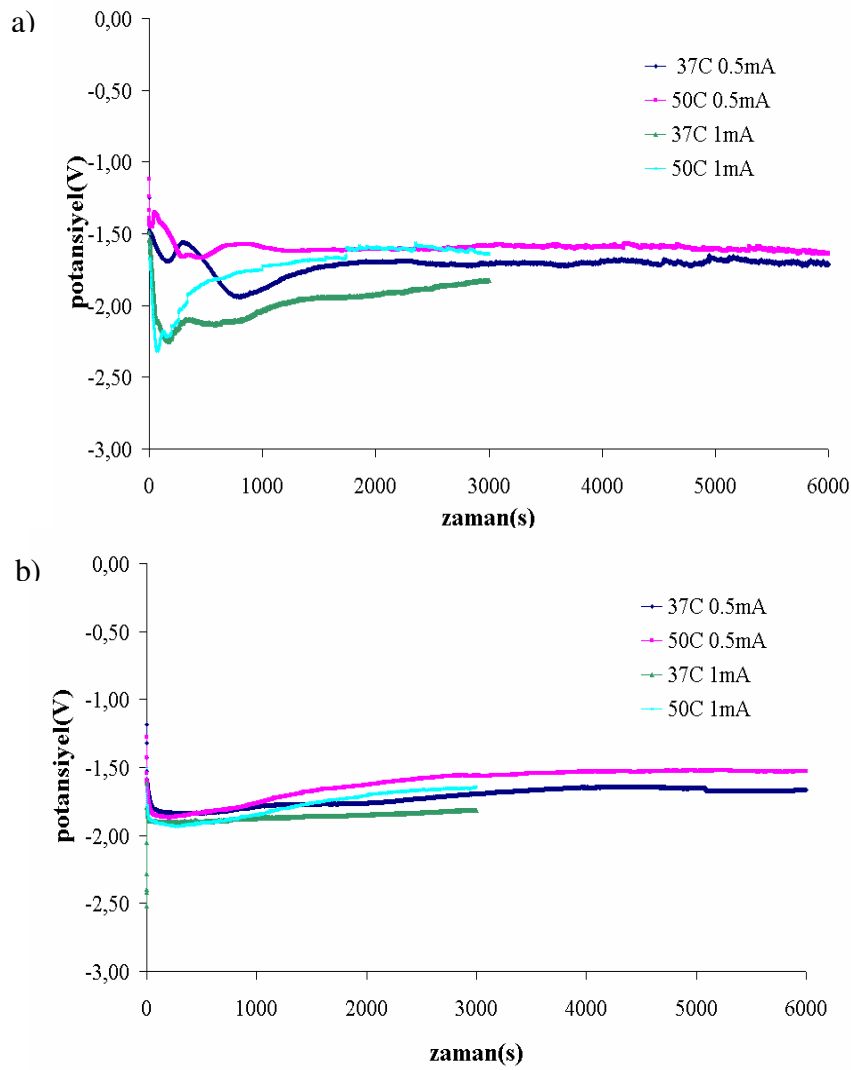 a)
0,00
-0,50
-1,00
-1,50
-2,00
-2,50
-3,00
potansiyel(V)
37C 0.5mA
50C 0.5mA
37C 1mA
50C 1mA
0 1000 2000 3000 4000 5000 6000
zaman(s)
b)
0,00
-0,50
-1,00
-1,50
-2,00
-2,50
-3,00
potansiyel(V)
37C 0.5mA
50C 0.5mA
37C 1mA
50C 1mA
0 1000 2000 3000 4000 5000 6000
zaman(s)